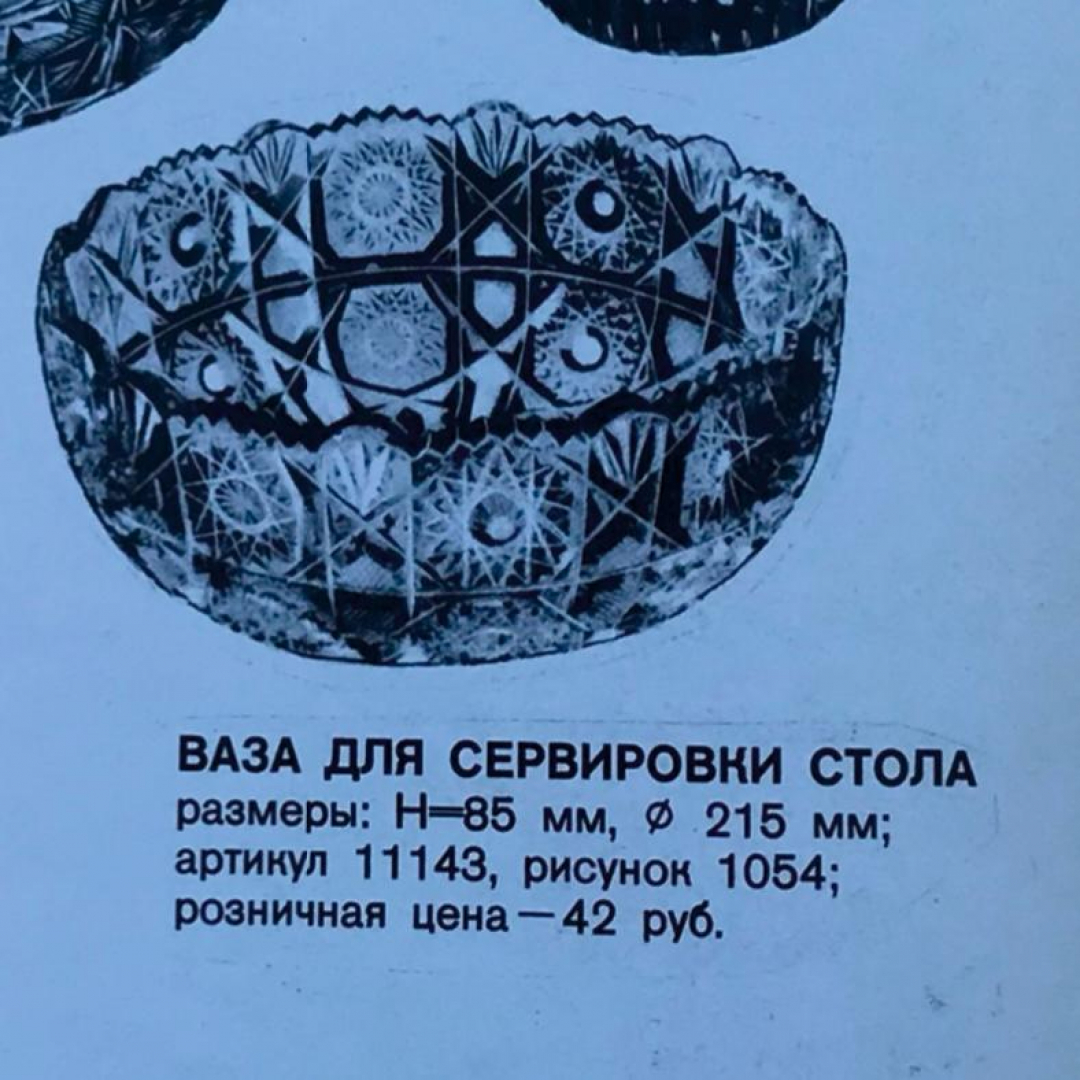 ВАЗА ДЛЯ СЕРВИРОВКИ СТОЛА
размеры: Н=85 мм, Ø 215 мм;
артикул 11143, рисунок 1054;
розничная цена — 42 руб.